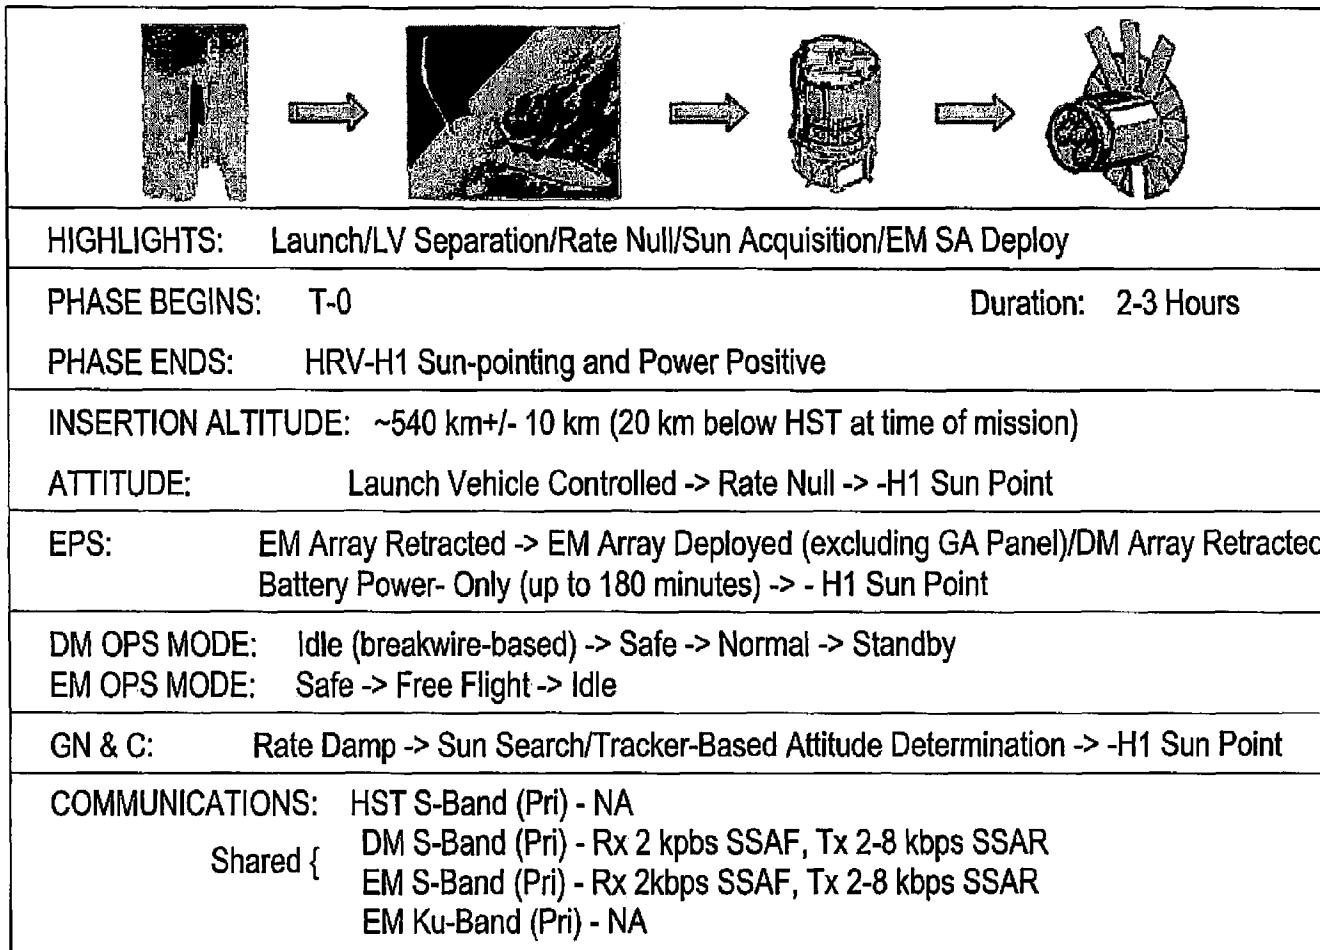 HIGHLIGHTS: Launch/LV Separation/Rate Null/Sun Acquisition/EM SA Deploy
PHASE BEGINS: T-0 Duration: 2-3 Hours
PHASE ENDS: HRV-H1 Sun-pointing and Power Positive
INSERTION ALTITUDE: ~540 km+/- 10 km (20 km below HST at time of mission)
ATTITUDE: Launch Vehicle Controlled -> Rate Null -> -H1 Sun Point
EPS: EM Array Retracted -> EM Array Deployed (excluding GA Panel)/DM Array Retracted
Battery Power- Only (up to 180 minutes) -> - H1 Sun Point
DM OPS MODE: Idle (breakwire-based) -> Safe -> Normal -> Standby
EM OPS MODE: Safe -> Free Flight -> Idle
GN & C: Rate Damp -> Sun Search/Tracker-Based Attitude Determination -> -H1 Sun Point
COMMUNICATIONS: HST S-Band (Pri) - NA
Shared { DM S-Band (Pri) - Rx 2 kpbs SSAF, Tx 2-8 kbps SSAR
EM S-Band (Pri) - Rx 2kbps SSAF, Tx 2-8 kbps SSAR
EM Ku-Band (Pri) - NA